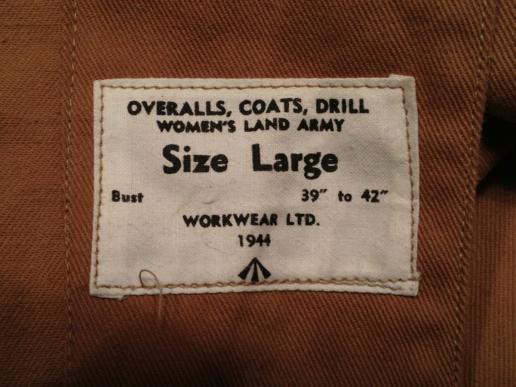 OVERALLS, COATS, DRILL
WOMEN'S LAND ARMY
Size Large
Bust 39" to 42"
WORKWEAR LTD.
1944